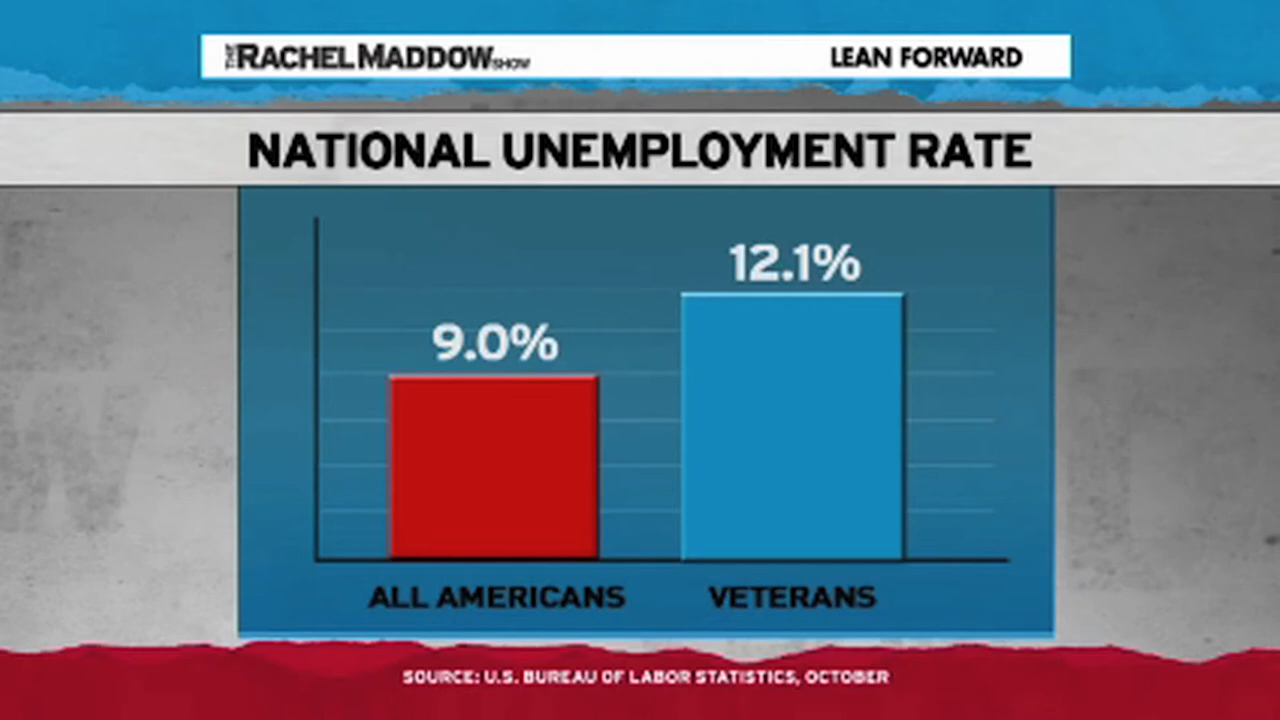 THE RACHEL MADDOW SHOW LEAN FORWARD
NATIONAL UNEMPLOYMENT RATE
12.1%
9.0%
ALL AMERICANS VETERANS
SOURCE: U.S. BUREAU OF LABOR STATISTICS, OCTOBER